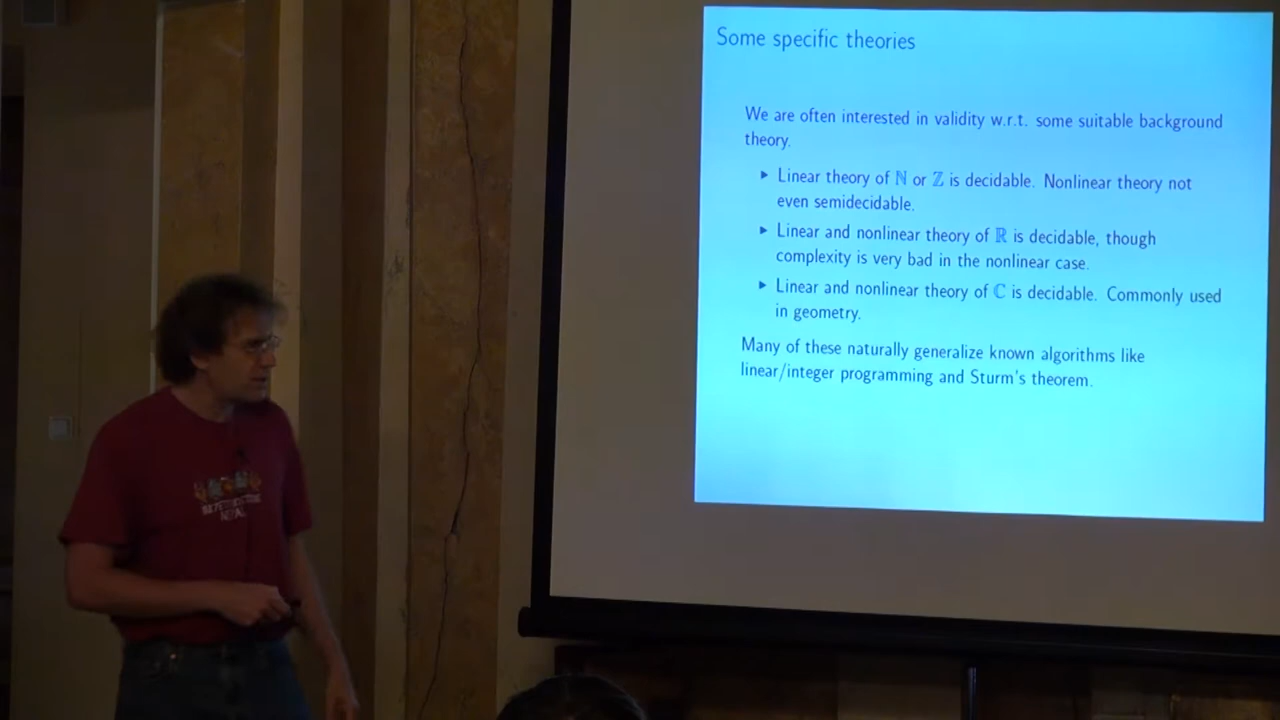 Some specific theories
We are often interested in validity w.r.t. some suitable background
theory.
▸ Linear theory of ℕ or ℤ is decidable. Nonlinear theory not
even semidecidable.
▸ Linear and nonlinear theory of ℝ is decidable, though
complexity is very bad in the nonlinear case.
▸ Linear and nonlinear theory of ℂ is decidable. Commonly used
in geometry.
Many of these naturally generalize known algorithms like
linear/integer programming and Sturm's theorem.